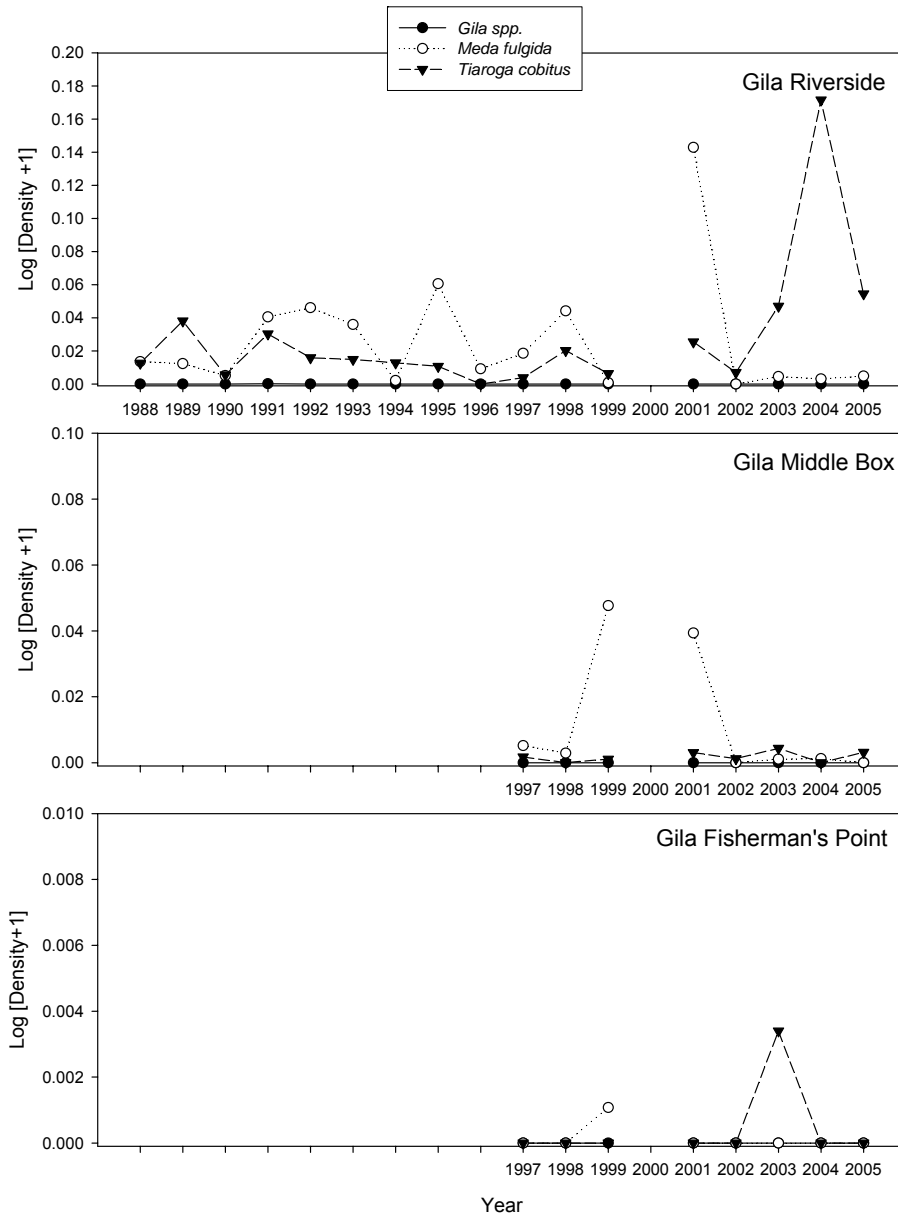 Gila spp.
Meda fulgida
Tiaroga cobitus
Gila Riverside
Log [Density +1]
0.20
0.18
0.16
0.14
0.12
0.10
0.08
0.06
0.04
0.02
0.00
1988 1989 1990 1991 1992 1993 1994 1995 1996 1997 1998 1999 2000 2001 2002 2003 2004 2005
Gila Middle Box
Log [Density +1]
0.10
0.08
0.06
0.04
0.02
0.00
1997 1998 1999 2000 2001 2002 2003 2004 2005
Gila Fisherman's Point
Log [Density+1]
0.010
0.008
0.006
0.004
0.002
0.000
1997 1998 1999 2000 2001 2002 2003 2004 2005
Year